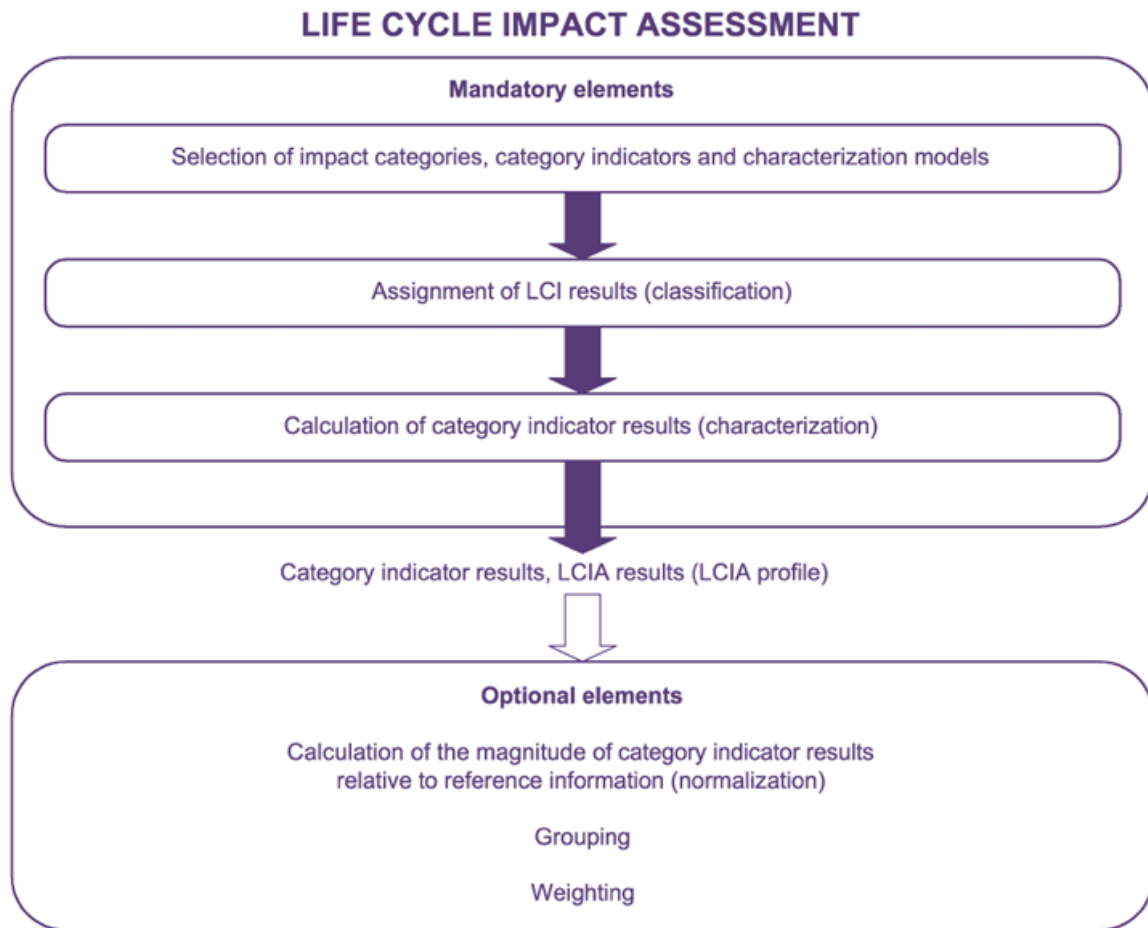 LIFE CYCLE IMPACT ASSESSMENT
Mandatory elements
Selection of impact categories, category indicators and characterization models
Assignment of LCI results (classification)
Calculation of category indicator results (characterization)
Category indicator results, LCIA results (LCIA profile)
Optional elements
Calculation of the magnitude of category indicator results
relative to reference information (normalization)
Grouping
Weighting